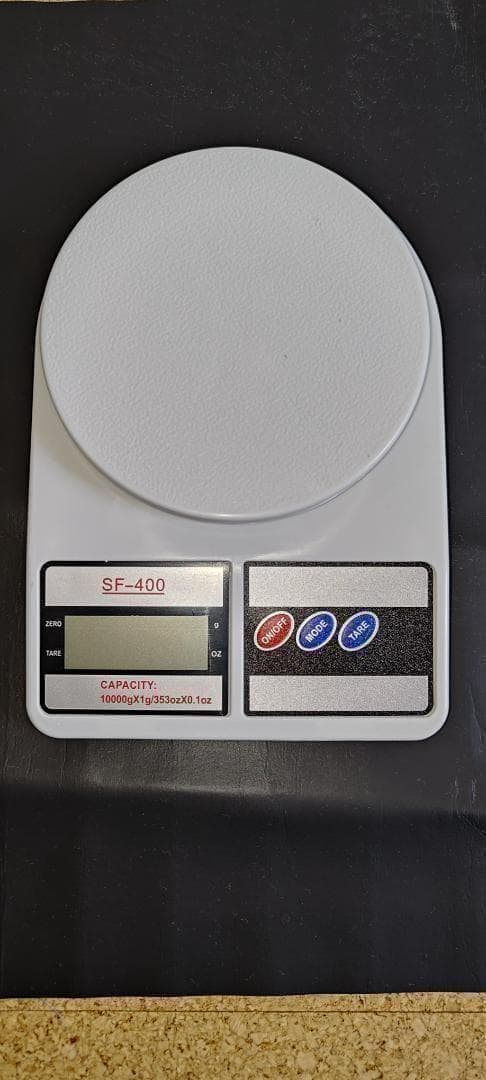 SF-400
ZERO
g
TARE
OZ
CAPACITY:
10000gX1g/353ozX0.1oz
ON/OFF
MODE
TARE